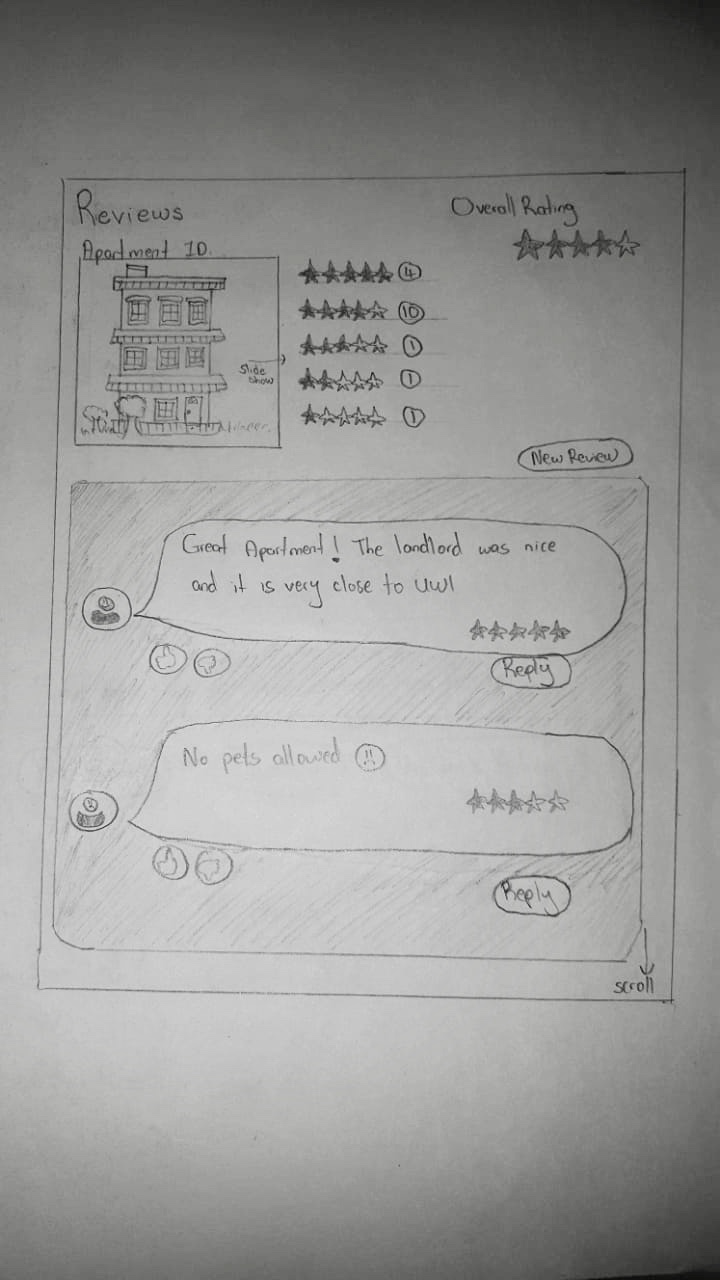 Reviews
Overall Rating
Apartment 1D.
4
10
1
1
1
Slide
show
New Review
Great Apartment! The landlord was nice
and it is very close to UWI
Reply
No pets allowed
Reply
scroll